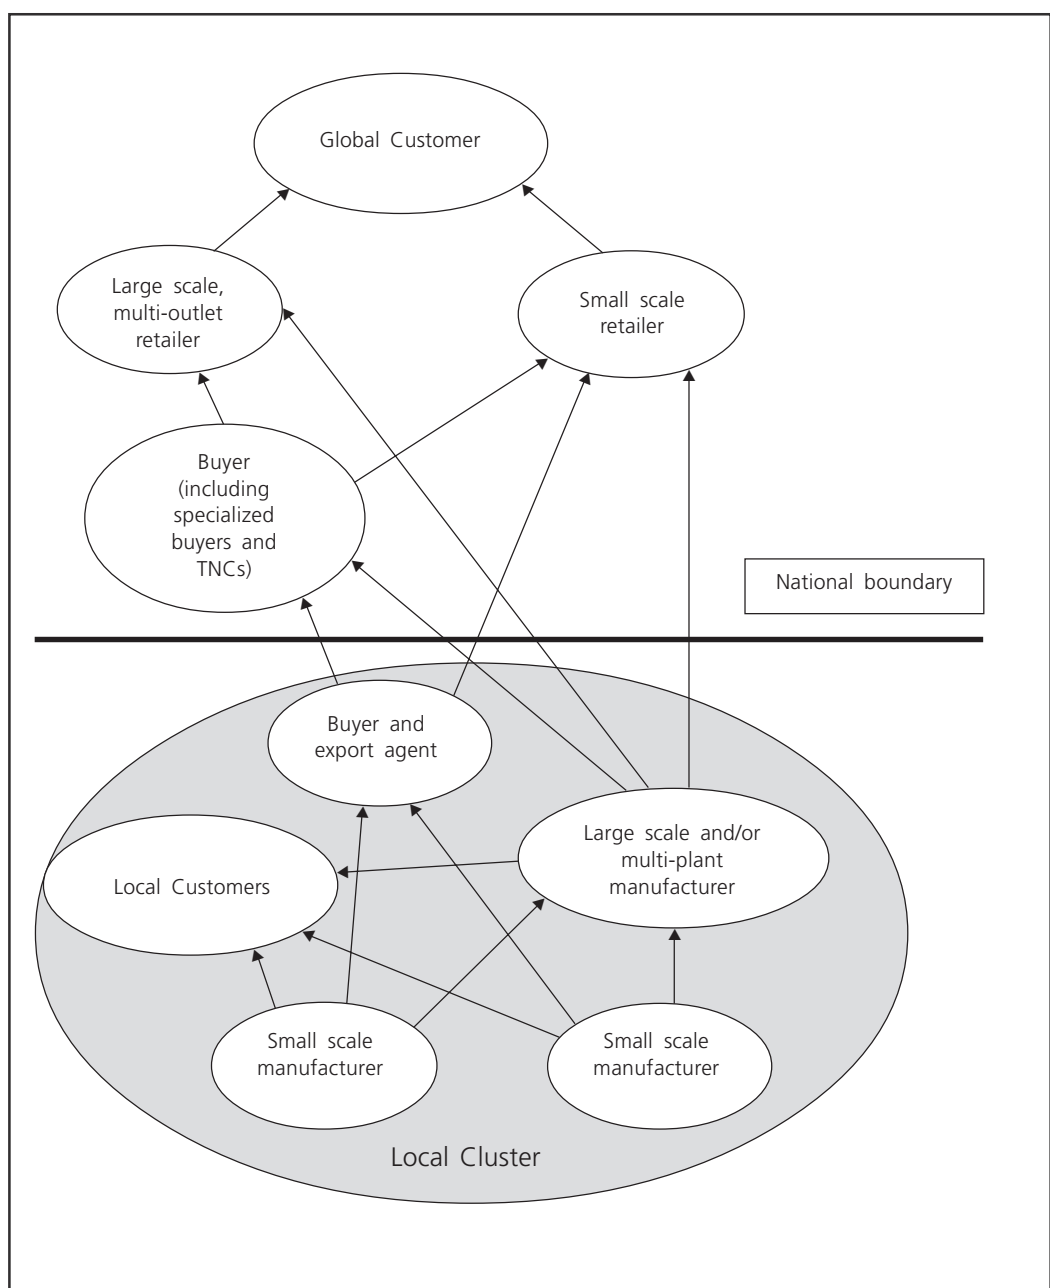 Global Customer
Large scale,
multi-outlet
retailer
Small scale
retailer
Buyer
(including
specialized
buyers and
TNCs)
National boundary
Buyer and
export agent
Large scale and/or
multi-plant
manufacturer
Local Customers
Small scale
manufacturer
Small scale
manufacturer
Local Cluster